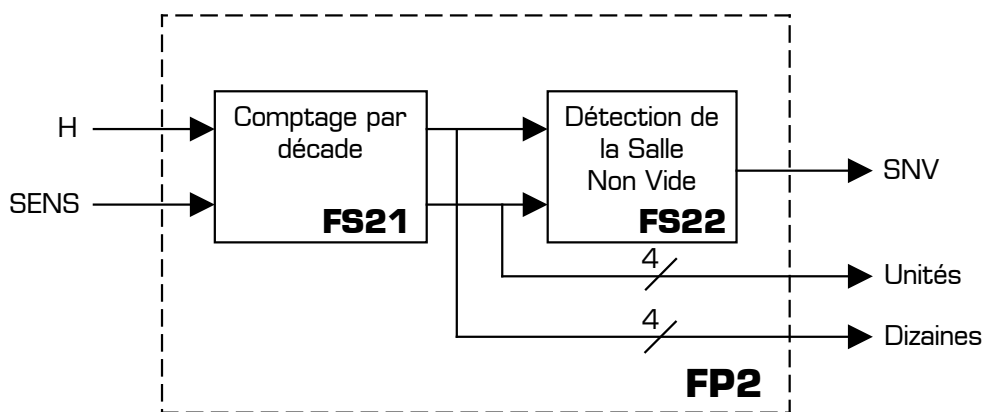 H
SENS
Comptage par
décade
FS21
Détection de
la Salle
Non Vide
FS22
SNV
4
Unités
4
Dizaines
FP2